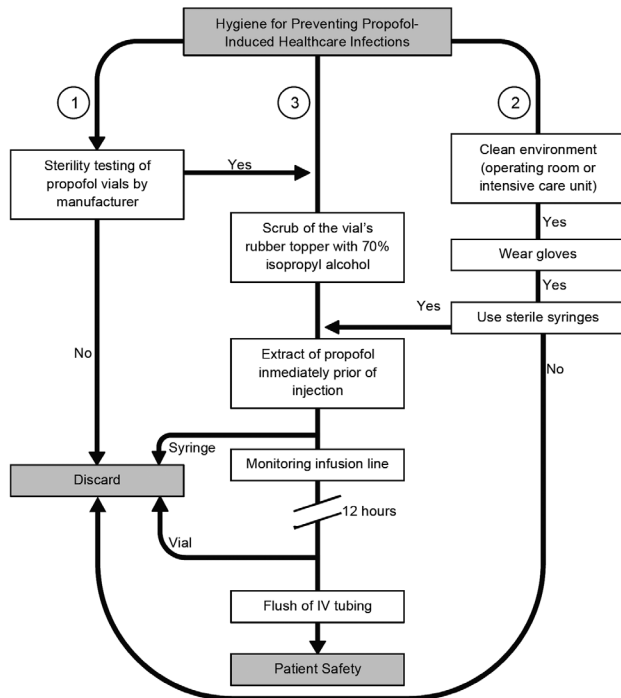 Hygiene for Preventing Propofol-
Induced Healthcare Infections
1
3
2
Sterility testing of
propofol vials by
manufacturer
Yes
Clean environment
(operating room or
intensive care unit)
Yes
Scrub of the vial's
rubber topper with 70%
isopropyl alcohol
Wear gloves
Yes
Yes
Use sterile syringes
No
Extract of propofol
inmediately prior of
injection
No
Syringe
Monitoring infusion line
Discard
12 hours
Vial
Flush of IV tubing
Patient Safety